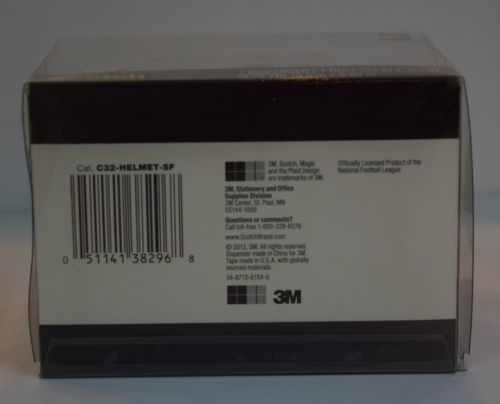 Scotch
Cat. C32-HELMET-SF
0 51141 38296 8
3M, Scotch, Magic
and the Plaid Design
are trademarks of 3M.
3M, Stationery and Office
Supplies Division
3M Center, St. Paul, MN
55144-1000
Questions or comments?
Call toll-free 1-800-328-6276
www.ScotchBrand.com
© 2013, 3M. All rights reserved.
Dispenser made in China for 3M.
Tape made in U.S.A. with globally
sourced materials.
34-8712-6154-0
3M
Officially Licensed Product of the
National Football League.